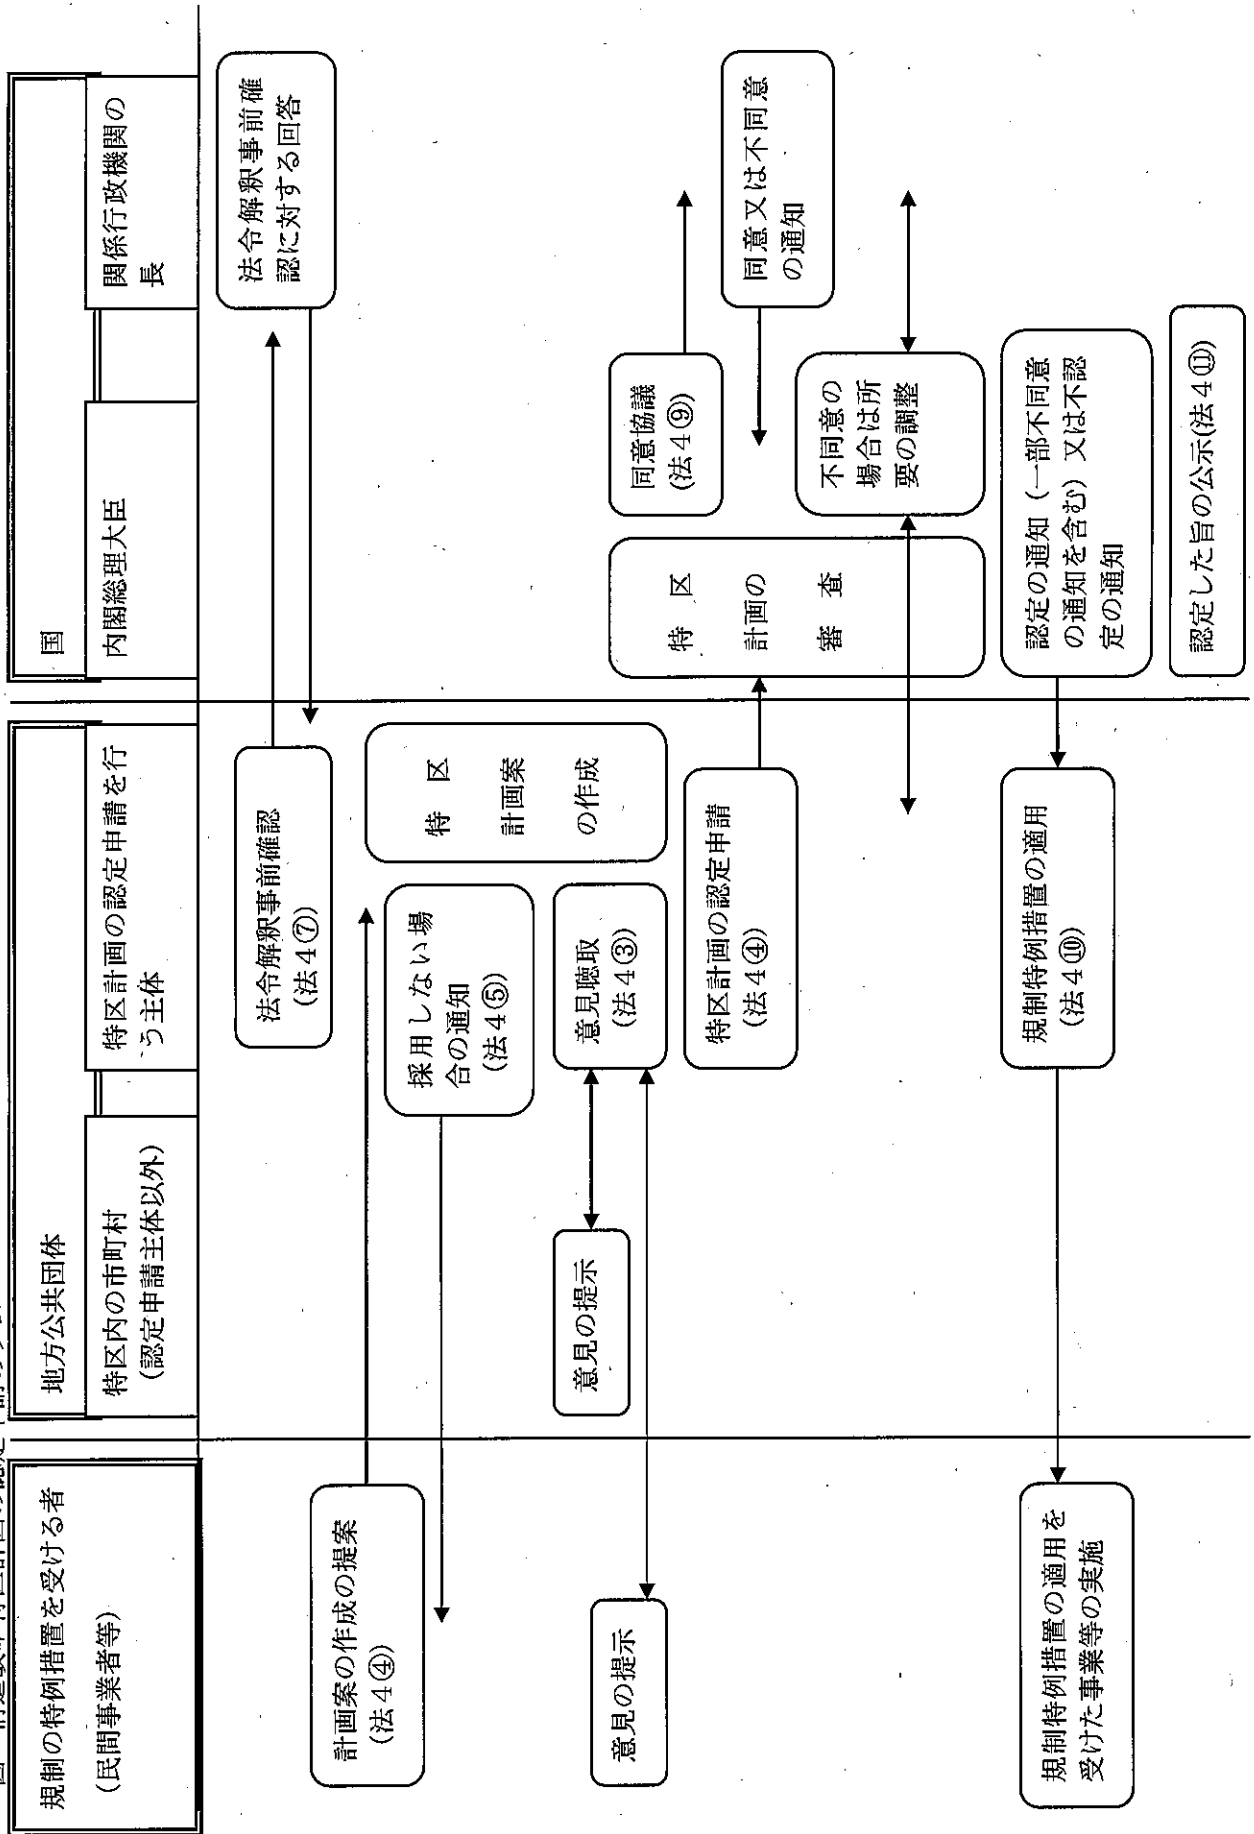 規制の特例措置を受ける者
(民間事業者等)
地方公共団体
特区内の市町村
(認定申請主体以外)
特区計画の認定申請を行
う主体
国
内閣総理大臣
関係行政機関の
長
法令解釈事前確認
(法4⑦)
法令解釈事前確
認に対する回答
計画案の作成の提案
(法4④)
採用しない場
合の通知
(法4⑤)
特区
計画案
の作成
意見の提示
意見の提示
意見聴取
(法4③)
特区計画の認定申請
(法4④)
特区
計画の
審査
同意協議
(法4⑨)
同意又は不同意
の通知
不同意の
場合は所
要の調整
認定の通知(一部不同意
の通知を含む)又は不認
定の通知
規制特例措置の適用
(法4⑩)
規制特例措置の適用を
受けた事業等の実施
認定した旨の公示(法4⑪)